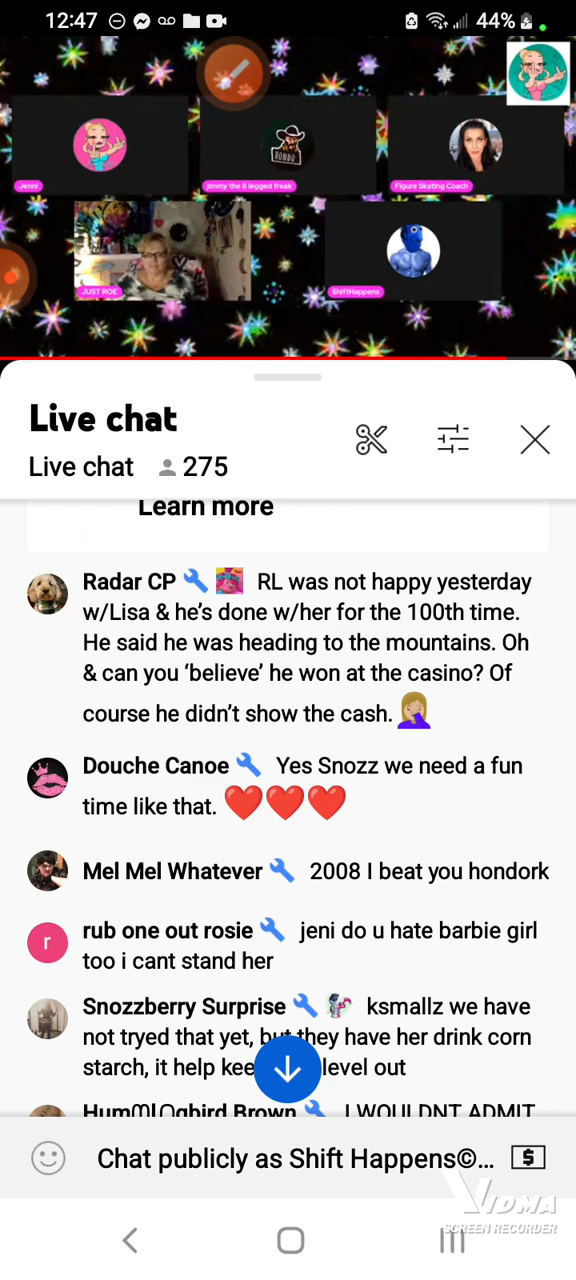 12:47
44%
BONDO
Jenni
jimmy the 8 legged freak
Figure Skating Coach
JUST ROE
ShiftHappens
Live chat
Live chat 275
Learn more
Radar CP RL was not happy yesterday
w/Lisa & he's done w/her for the 100th time.
He said he was heading to the mountains. Oh
& can you ‘believe’ he won at the casino? Of
course he didn't show the cash.
Douche Canoe Yes Snozz we need a fun
time like that.
Mel Mel Whatever 2008 I beat you hondork
r
rub one out rosie jeni do u hate barbie girl
too i cant stand her
Snozzberry Surprise ksmallz we have
not tryed that yet, but they have her drink corn
starch, it help kee level out
Brown I WOULDNT ADMIT
Chat publicly as Shift Happens©...
$
VIDMA
SCREEN RECORDER